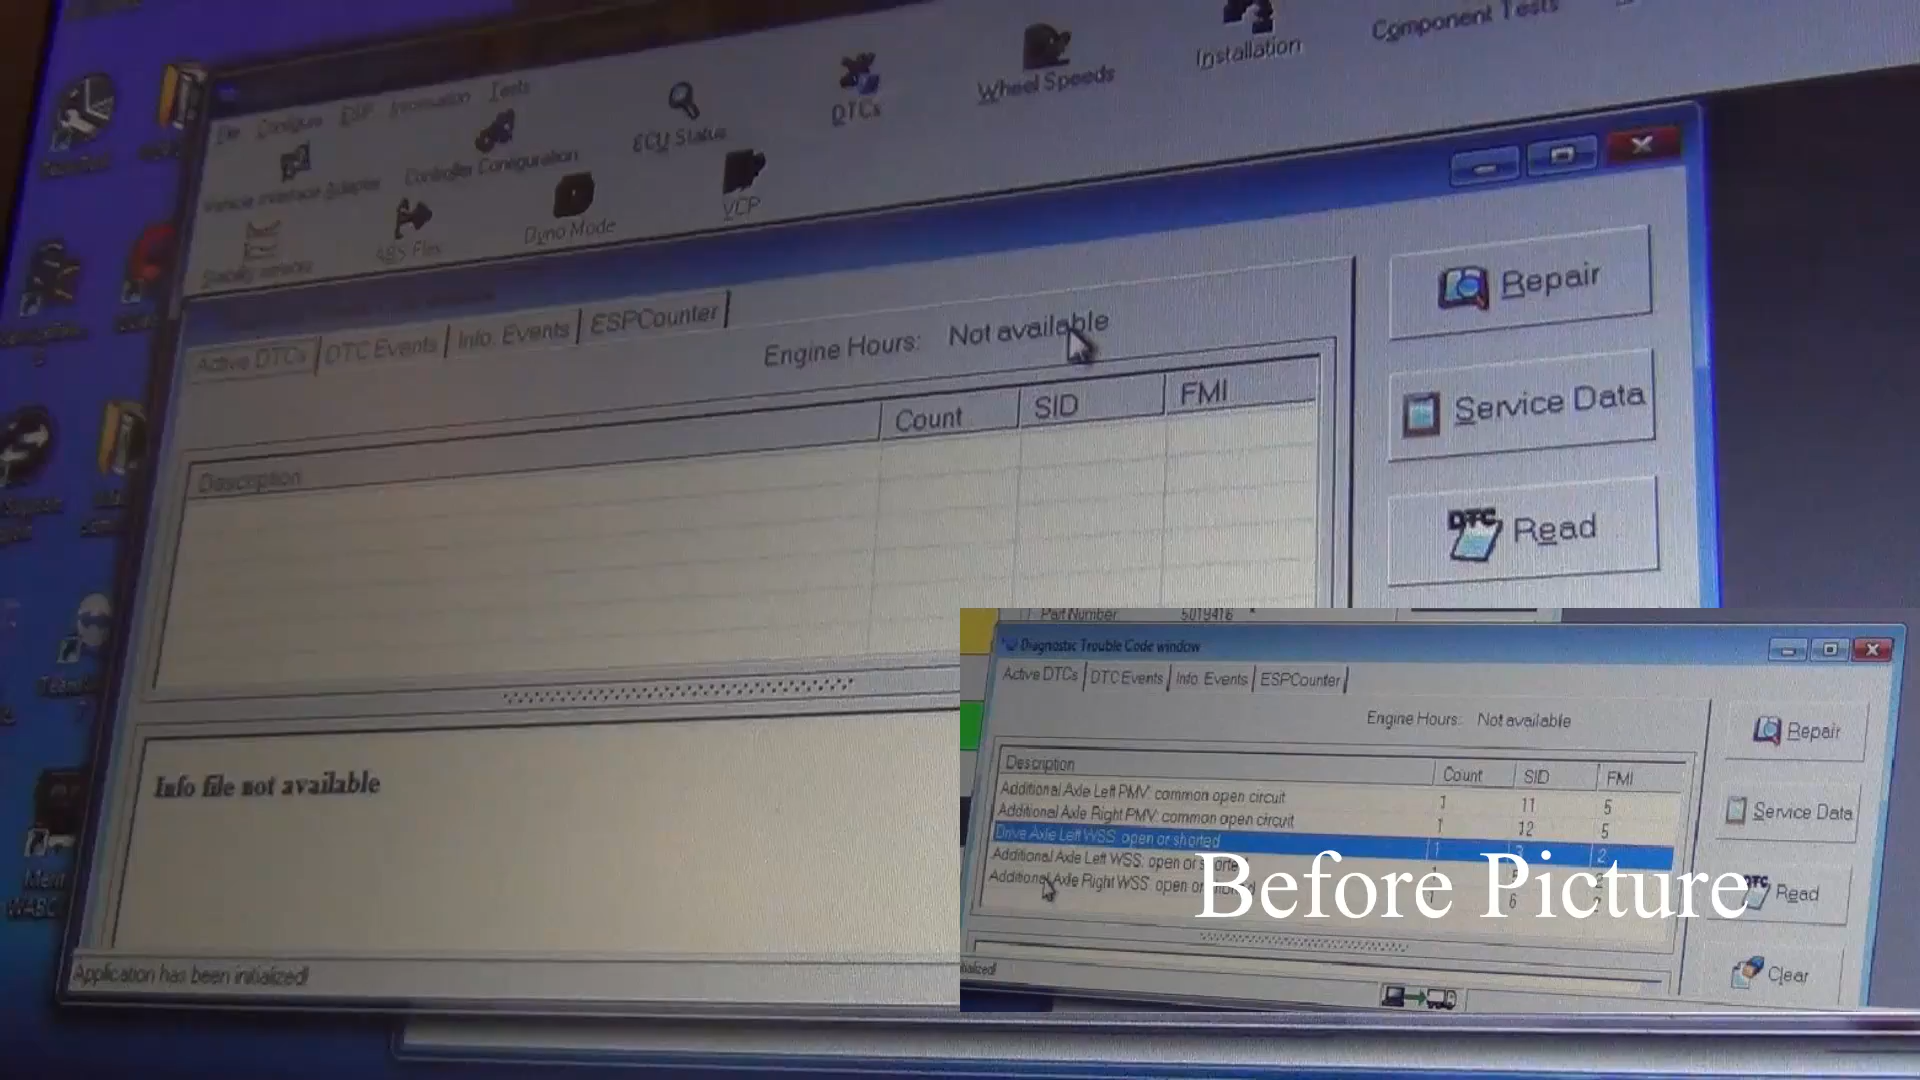 Component Tests
Installation
Wheel Speeds
DTCs
ECU Status
File Configure ESP Information Tests
Controller Configuration
Vehicle Interface Adapter
VCP
Dyno Mode
ABS Files
Active DTCs DTC Events Info. Events ESPCounter
Engine Hours: Not available
Description Count SID FMI
Repair
Service Data
DTC Read
Info file not available
Application has been initialized!
Part Number 5019416 *
Diagnostic Trouble Code window
Active DTCs DTC Events Info. Events ESPCounter
Engine Hours: Not available
Description Count SID FMI
Additional Axle Left PMV: common open circuit 1 11 5
Additional Axle Right PMV: common open circuit 1 12 5
Drive Axle Left WSS: open or shorted 1 3 2
Additional Axle Left WSS: open or shorted
Additional Axle Right WSS: open or shorted 1 6 2
Before Picture
Repair
Service Data
DTC Read
Clear